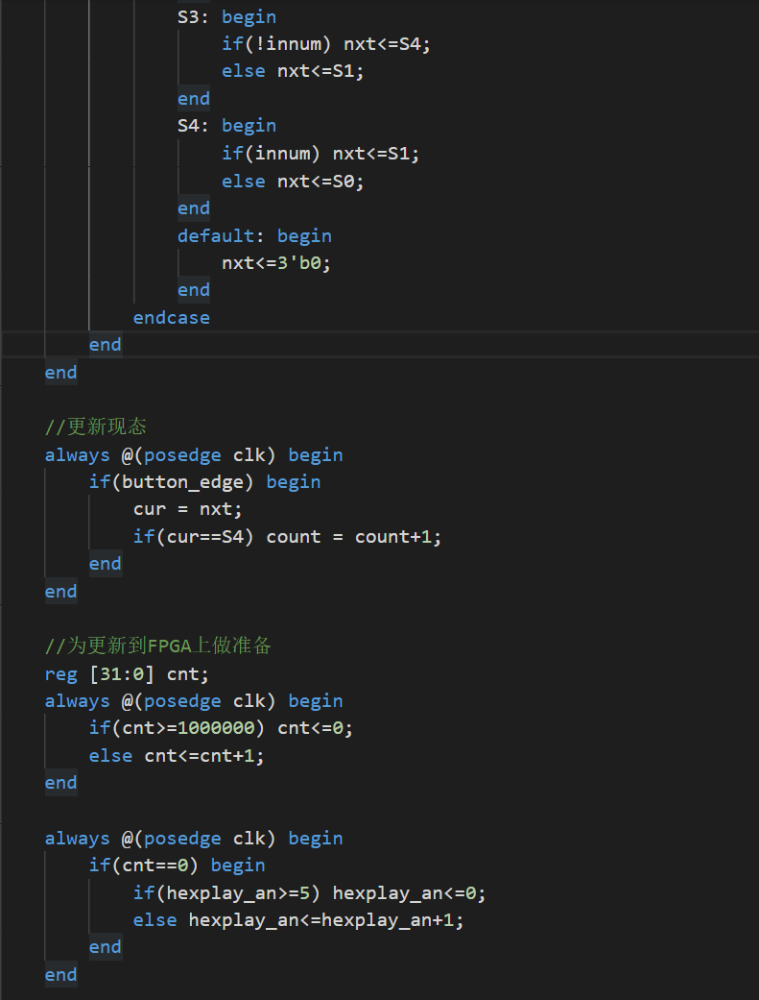 S3: begin
if(!innum) nxt<=S4;
else nxt<=S1;
end
S4: begin
if(innum) nxt<=S1;
else nxt<=S0;
end
default: begin
nxt<=3'b0;
end
endcase
end
end
//更新现态
always @(posedge clk) begin
if(button_edge) begin
cur = nxt;
if(cur==S4) count = count+1;
end
end
//为更新到FPGA上做准备
reg [31:0] cnt;
always @(posedge clk) begin
if(cnt>=1000000) cnt<=0;
else cnt<=cnt+1;
end
always @(posedge clk) begin
if(cnt==0) begin
if(hexplay_an>=5) hexplay_an<=0;
else hexplay_an<=hexplay_an+1;
end
end